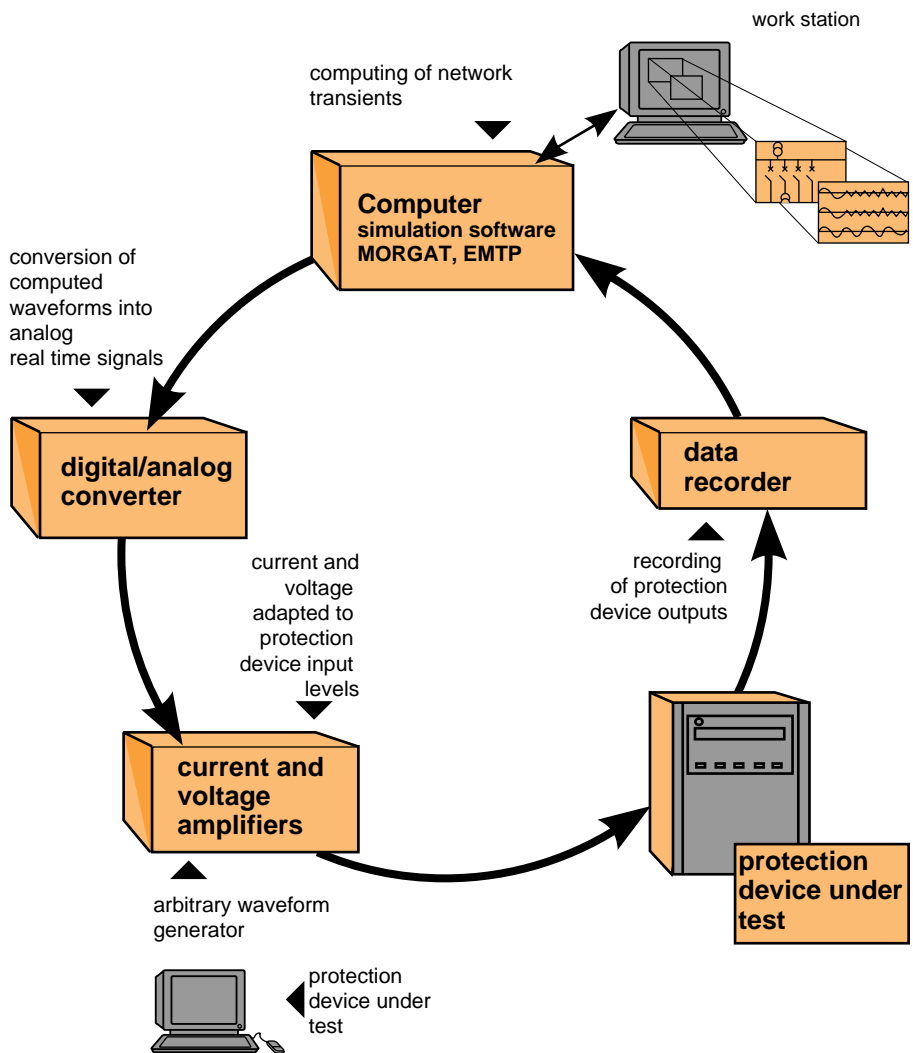 work station
computing of network
transients
Computer
simulation software
MORGAT, EMTP
conversion of
computed
waveforms into
analog
real time signals
digital/analog
converter
data
recorder
current and
voltage
adapted to
protection
device input
levels
recording
of protection
device outputs
current and
voltage
amplifiers
protection
device under
test
arbitrary waveform
generator
protection
device under
test